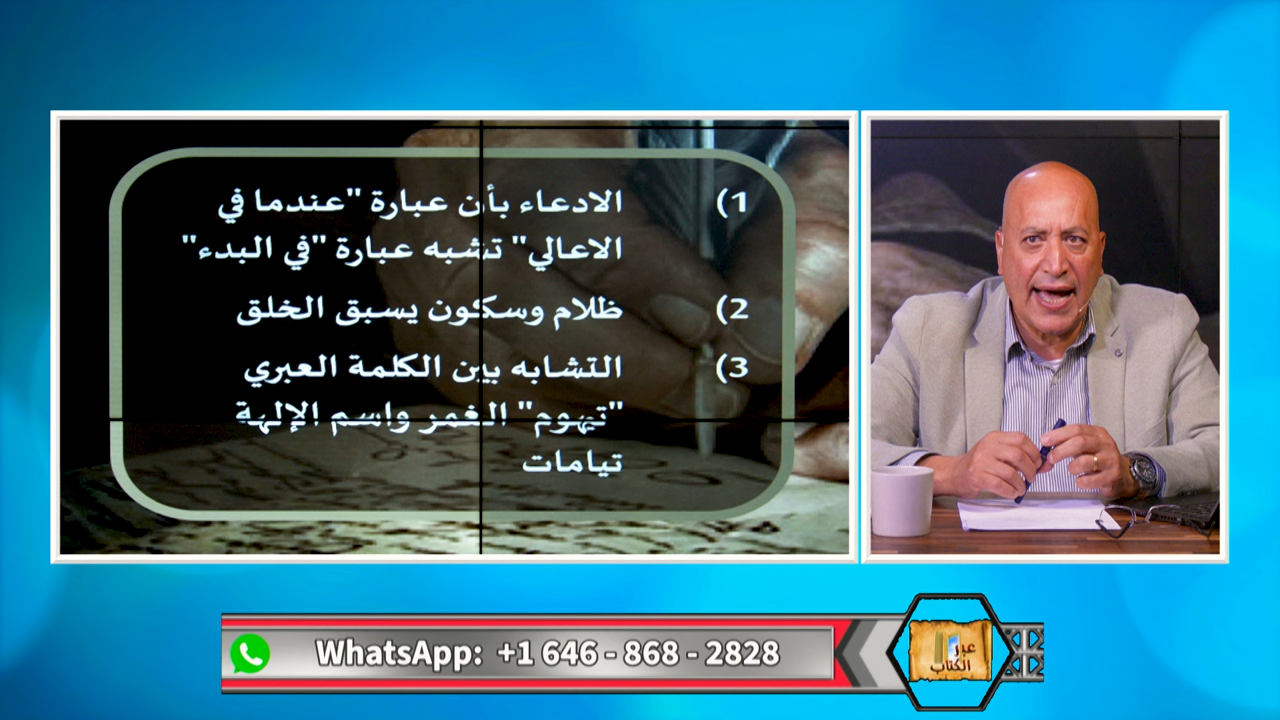 1) الادعاء بأن عبارة "عندما في
الاعالي" تشبه عبارة "في البدء"
2) ظلام وسكون يسبق الخلق
3) التشابه بين الكلمة العبري
"تيهوم" الغمر واسم الإلهة
تيامات
WhatsApp: +1 646 - 868 - 2828
عبر
الكتاب